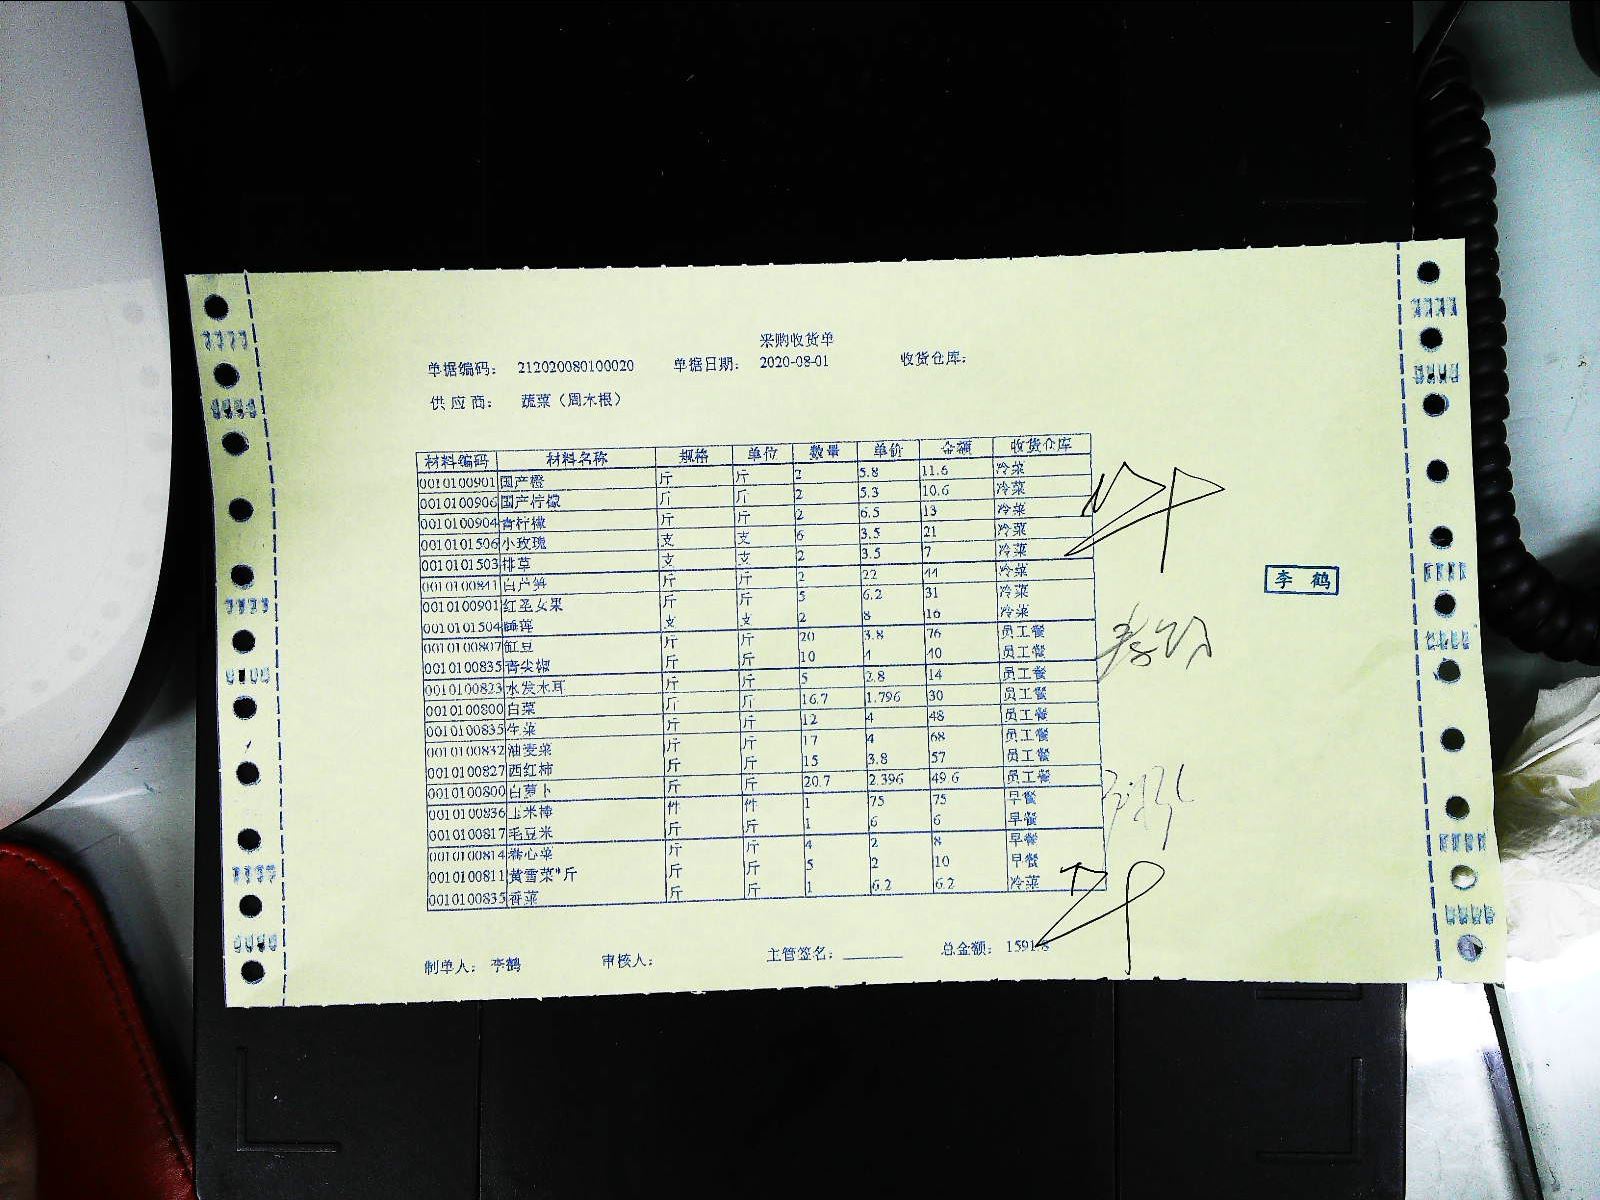 采购收货单
单据编码: 212020080100020 单据日期: 2020-08-01 收货仓库:
供应商: 蔬菜（周木根）
材料编码 材料名称 规格 单位 数量 单价 金额 收货仓库
0010100901 国产橙 斤 斤 2 5.8 11.6 冷菜
0010100906 国产柠檬 斤 斤 2 5.3 10.6 冷菜
0010100904 青柠檬 斤 斤 2 6.5 13 冷菜
0010101506 小玫瑰 支 支 6 3.5 21 冷菜
0010101503 排草 支 支 2 3.5 7 冷菜
0010100841 白芦笋 斤 斤 2 22 44 冷菜
0010100901 红圣女果 斤 斤 5 6.2 31 冷菜
0010101504 睡莲 支 支 2 8 16 冷菜
0010100807 缸豆 斤 斤 20 3.8 76 员工餐
0010100835 青尖椒 斤 斤 10 4 40 员工餐
0010100823 水发木耳 斤 斤 5 2.8 14 员工餐
0010100800 白菜 斤 斤 16.7 1.796 30 员工餐
0010100835 生菜 斤 斤 12 4 48 员工餐
0010100832 油麦菜 斤 斤 17 4 68 员工餐
0010100827 西红柿 斤 斤 15 3.8 57 员工餐
0010100800 白萝卜 斤 斤 20.7 2.396 49.6 员工餐
0010100836 玉米棒 件 件 1 75 75 早餐
0010100817 毛豆米 斤 斤 1 6 6 早餐
0010100814 卷心菜 斤 斤 4 2 8 早餐
0010100811 黄雪菜*斤 斤 斤 5 2 10 早餐
0010100835 香菜 斤 斤 1 6.2 6.2 冷菜
李鹤
制单人: 李鹤 审核人: 主管签名: 总金额: 1591.8